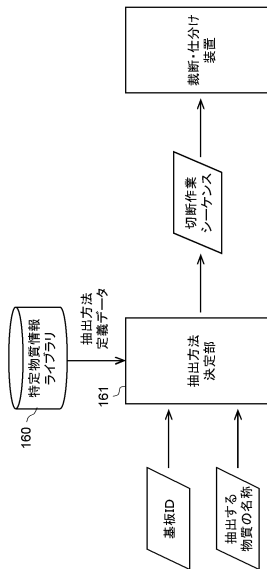 特定物質情報
ライブラリ
160
抽出方法
定義データ
161
基板ID
抽出する
物質の名称
抽出方法
決定部
切断作業
シーケンス
裁断・仕分け
装置